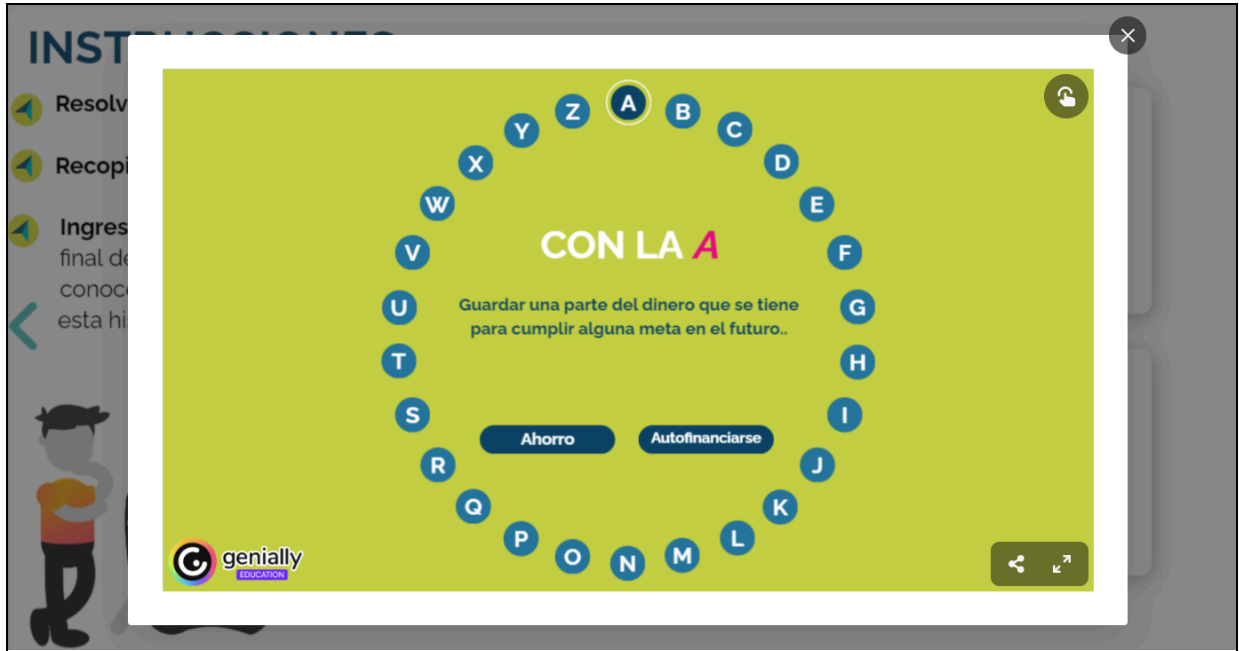 INSTRUCCIONES
Resolv
Recopi
Ingres
final de
conoc
esta hi
A
B
C
D
E
F
G
H
I
J
K
L
M
N
O
P
Q
R
S
T
U
V
W
X
Y
Z
CON LA A
Guardar una parte del dinero que se tiene
para cumplir alguna meta en el futuro..
Ahorro
Autofinanciarse
genially
EDUCATION